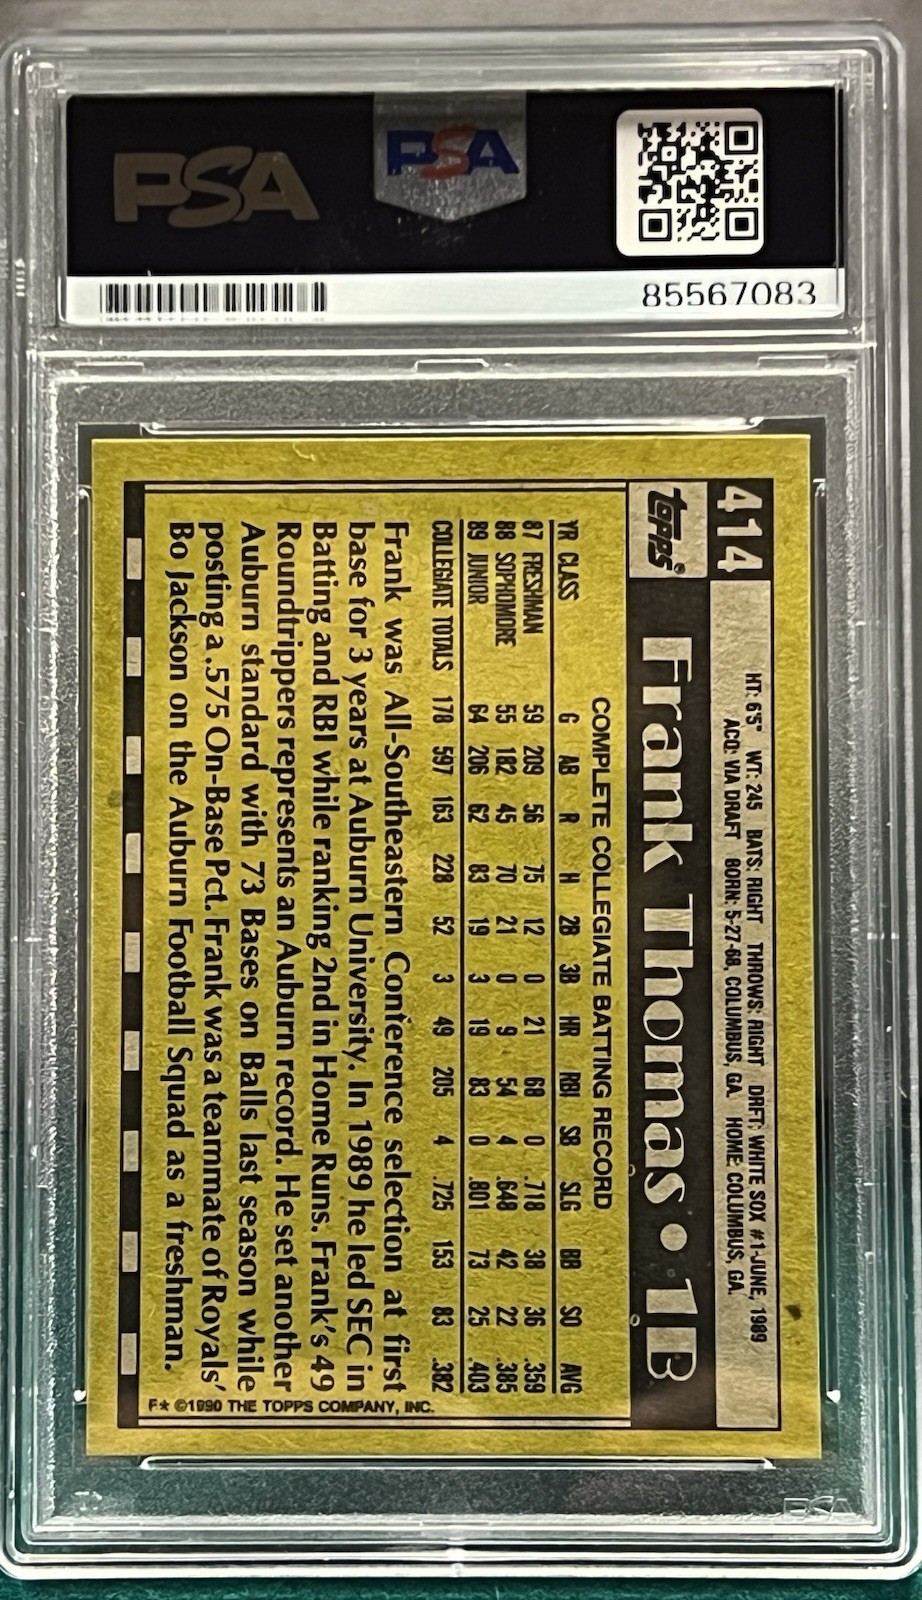 PSA
PSA
85567083
414
topps®
HT: 6'5" WT: 245 BATS: RIGHT THROWS: RIGHT DRFT: WHITE SOX #1-JUNE, 1989
ACQ: VIA DRAFT BORN: 5-27-68, COLUMBUS, GA. HOME: COLUMBUS, GA.
Frank Thomas • 1B
COMPLETE COLLEGIATE BATTING RECORD
YR CLASS G AB R H 2B 3B HR RBI SB SLG BB SO AVG
87 FRESHMAN 59 209 56 75 12 0 21 68 0 .718 38 36 .359
88 SOPHOMORE 55 182 45 70 21 0 9 54 4 .648 42 22 .385
89 JUNIOR 64 206 62 83 19 3 19 83 0 .801 73 25 .403
COLLEGIATE TOTALS 178 597 163 228 52 3 49 205 4 .725 153 83 .382
Frank was All-Southeastern Conference selection at first
base for 3 years at Auburn University. In 1989 he led SEC in
Batting and RBI while ranking 2nd in Home Runs. Frank's 49
Roundtrippers represents an Auburn record. He set another
Auburn standard with 73 Bases on Balls last season while
posting a .575 On-Base Pct. Frank was a teammate of Royals'
Bo Jackson on the Auburn Football Squad as a freshman.
F★ ©1990 THE TOPPS COMPANY, INC.
PSA